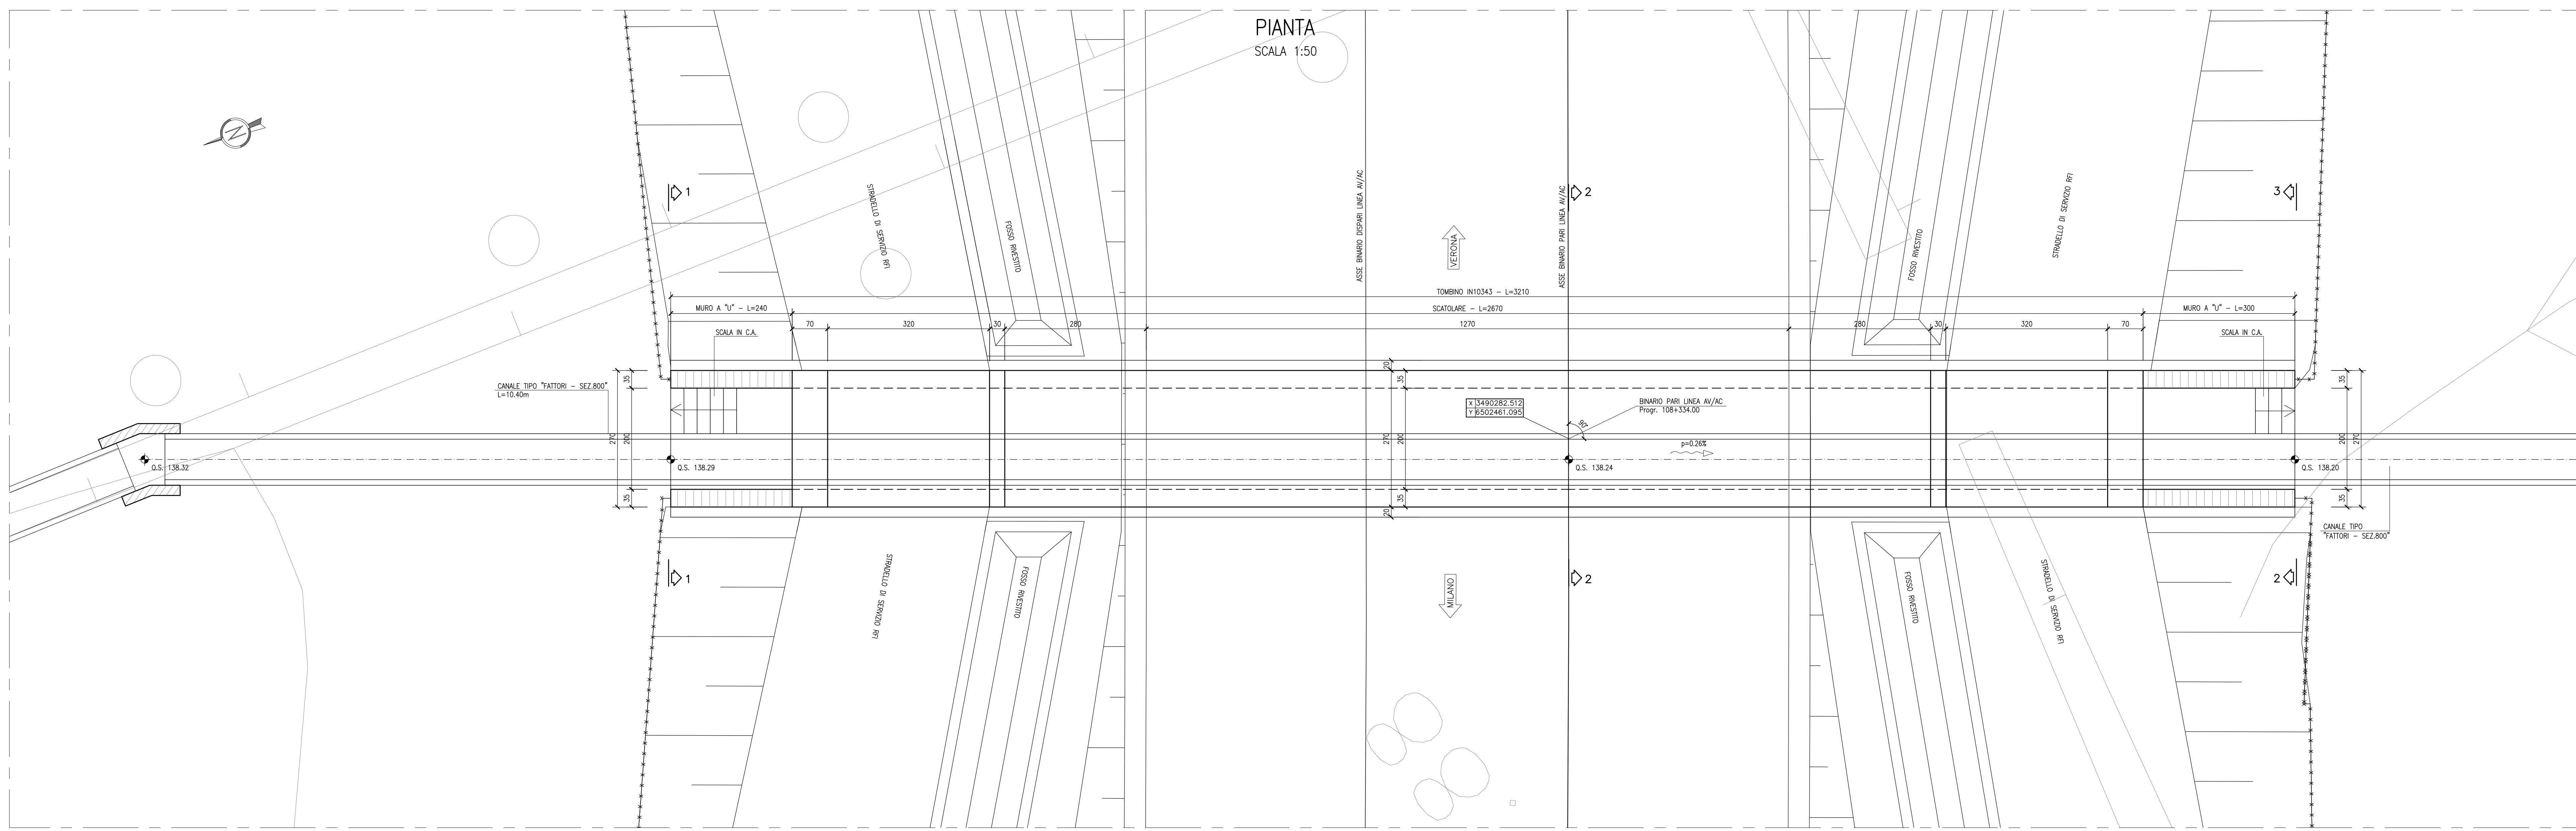 PIANTA
SCALA 1:50
N
1
2
3
STRADELLO DI SERVIZIO RFI
FOSSO RIVESTITO
ASSE BINARIO DISPARI LINEA AV/AC
VERONA
ASSE BINARIO PARI LINEA AV/AC
FOSSO RIVESTITO
STRADELLO DI SERVIZIO RFI
TOMBINO IN10343 - L=3210
MURO A "U" - L=240
SCATOLARE - L=2670
MURO A "U" - L=300
70
320
30
280
1270
280
30
320
70
SCALA IN C.A.
SCALA IN C.A.
20
35
35
35
CANALE TIPO "FATTORI - SEZ.800"
L=10.40m
X 3490282.512
Y 6502461.095
BINARIO PARI LINEA AV/AC
Progr. 108+334.00
90°
270
200
270
200
200
270
p=0.26%
Q.S. 138.32
Q.S. 138.29
Q.S. 138.24
Q.S. 138.20
35
35
35
20
CANALE TIPO
"FATTORI - SEZ.800"
STRADELLO DI SERVIZIO RFI
FOSSO RIVESTITO
MILANO
FOSSO RIVESTITO
STRADELLO DI SERVIZIO RFI
1
2
2